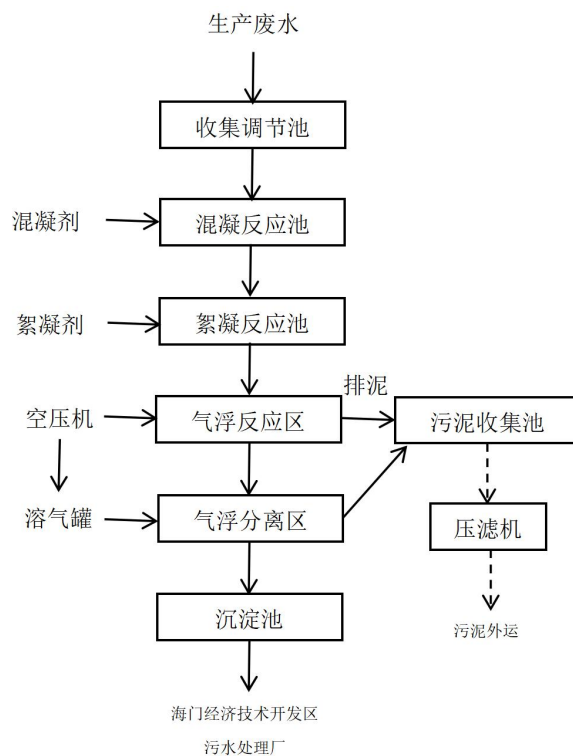 生产废水
收集调节池
混凝剂
混凝反应池
絮凝剂
絮凝反应池
排泥
空压机
气浮反应区
污泥收集池
溶气罐
气浮分离区
压滤机
沉淀池
污泥外运
海门经济技术开发区
污水处理厂